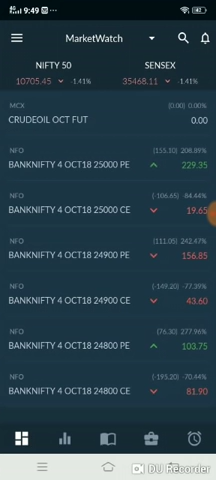 9:49
MarketWatch
NIFTY 50 SENSEX
10705.45 -1.41% 35468.11 -1.41%
MCX (0.00) 0.00%
CRUDEOIL OCT FUT 0.00
NFO (155.10) 208.89%
BANKNIFTY 4 OCT18 25000 PE 229.35
NFO (-106.65) -84.44%
BANKNIFTY 4 OCT18 25000 CE 19.65
NFO (111.05) 242.47%
BANKNIFTY 4 OCT18 24900 PE 156.85
NFO (-149.20) -77.39%
BANKNIFTY 4 OCT18 24900 CE 43.60
NFO (76.30) 277.96%
BANKNIFTY 4 OCT18 24800 PE 103.75
NFO (-195.20) -70.44%
BANKNIFTY 4 OCT18 24800 CE 81.90
DU Recorder